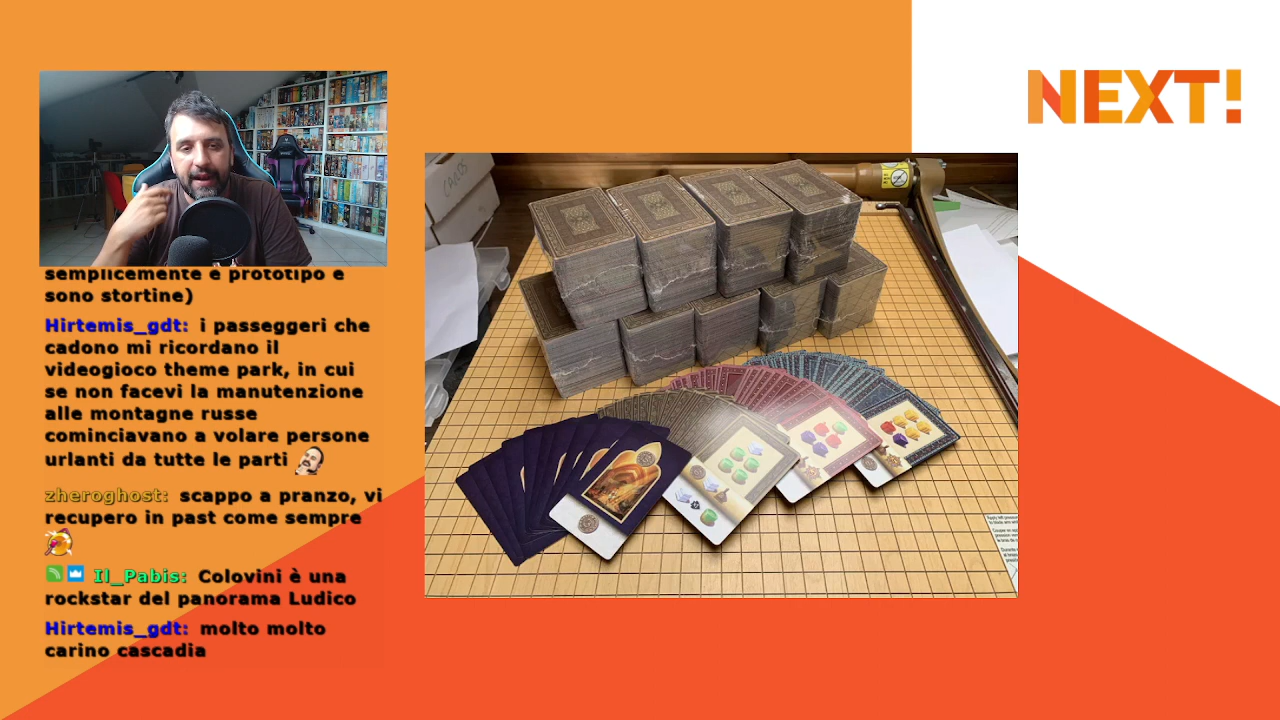 NEXT!
CARDS
semplicemente è prototipo e
sono stortine)
Hirtemis_gdt: i passeggeri che
cadono mi ricordano il
videogioco theme park, in cui
se non facevi la manutenzione
alle montagne russe
cominciavano a volare persone
urlanti da tutte le parti
zheroghost: scappo a pranzo, vi
recupero in past come sempre
Il_Pabis: Colovini è una
rockstar del panorama Ludico
Hirtemis_gdt: molto molto
carino cascadia